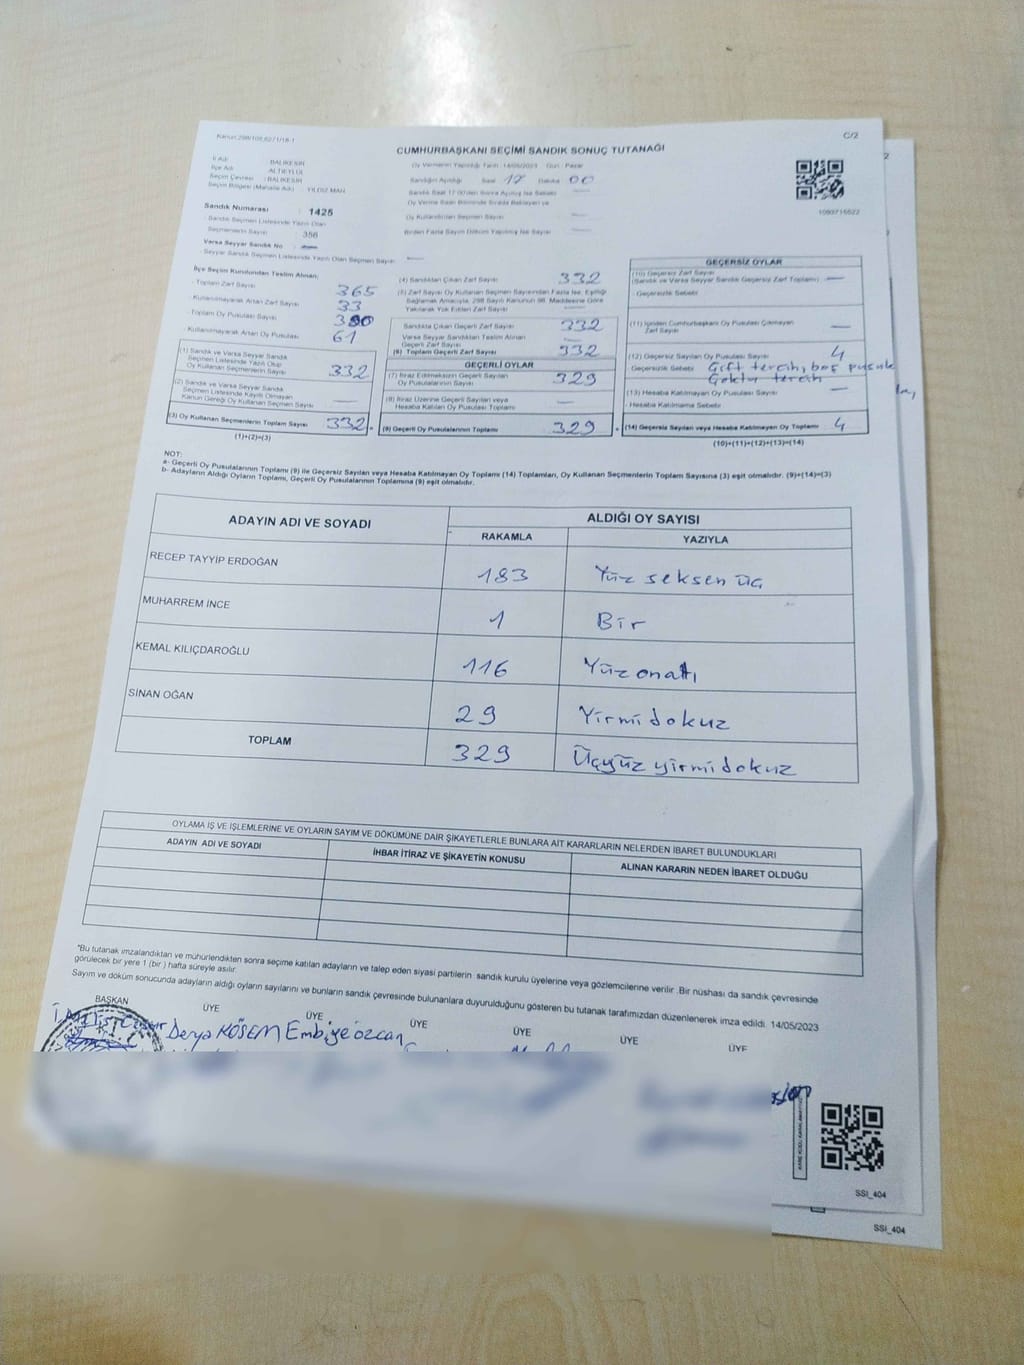 Kanun:298/105,6271/18-1
C/2
CUMHURBAŞKANI SEÇİMİ SANDIK SONUÇ TUTANAĞI
İl Adı : BALIKESİR
İlçe Adı : ALTIEYLÜL
Seçim Çevresi : BALIKESİR
Seçim Bölgesi (Mahalle Adı) : YILDIZ MAH.
Sandık Numarası : 1425
Sandık Seçmen Listesinde Yazılı Olan
Seçmenlerin Sayısı : 356
Varsa Seyyar Sandık No : —
Seyyar Sandık Seçmen Listesinde Yazılı Olan Seçmen Sayısı —
Oy Vermenin Yapıldığı Tarih : 14/05/2023 Gün : Pazar
Sandığın Açıldığı Saat 17 Dakika 00
Sandık Saat 17:00'den Sonra Açılmış İse Sebebi —
Oy Verme Saati Bitiminde Sırada Bekleyen ve
Oy Kullandırılan Seçmen Sayısı —
Birden Fazla Sayım Döküm Yapılmış İse Sayısı —
1093715522
İlçe Seçim Kurulundan Teslim Alınan;
- Toplam Zarf Sayısı 365
- Kullanılmayarak Artan Zarf Sayısı 33
- Toplam Oy Pusulası Sayısı
- Kullanılmayarak Artan Oy Pusulası 61
(1) Sandık ve Varsa Seyyar Sandık
Seçmen Listesinde Yazılı Olup
Oy Kullanan Seçmenlerin Sayısı 332
(2) Sandık ve Varsa Seyyar Sandık
Seçmen Listesinde Kayıtlı Olmayan
Kanun Gereği Oy Kullanan Seçmen Sayısı —
(3) Oy Kullanan Seçmenlerin Toplam Sayısı 332
(1)+(2)=(3)
(4) Sandıktan Çıkan Zarf Sayısı 332
(5) Zarf Sayısı Oy Kullanan Seçmen Sayısından Fazla İse, Eşitliği
Sağlamak Amacıyla, 298 Sayılı Kanunun 98. Maddesine Göre
Yakılarak Yok Edilen Zarf Sayısı —
Sandıkta Çıkan Geçerli Zarf Sayısı 332
Varsa Seyyar Sandıktan Teslim Alınan
Geçerli Zarf Sayısı —
(6) Toplam Geçerli Zarf Sayısı 332
GEÇERLİ OYLAR
(7) İtiraz Edilmeksizin Geçerli Sayılan
Oy Pusulalarının Sayısı 329
(8) İtiraz Üzerine Geçerli Sayılan veya
Hesaba Katılan Oy Pusulası Toplamı —
(9) Geçerli Oy Pusulalarının Toplamı 329
GEÇERSİZ OYLAR
(10) Geçersiz Zarf Sayısı
(Sandık ve Varsa Seyyar Sandık Geçersiz Zarf Toplamı) —
- Geçersizlik Sebebi
(11) İçinden Cumhurbaşkanı Oy Pusulası Çıkmayan
Zarf Sayısı —
(12) Geçersiz Sayılan Oy Pusulası Sayısı 4
Geçersizlik Sebebi Çift tercih, boş pusula
Çoklu tercih
(13) Hesaba Katılmayan Oy Pusulası Sayısı —
- Hesaba Katılmama Sebebi
(14) Geçersiz Sayılan veya Hesaba Katılmayan Oy Toplamı 4
(10)+(11)+(12)+(13)=(14)
NOT:
a- Geçerli Oy Pusulalarının Toplamı (9) ile Geçersiz Sayılan veya Hesaba Katılmayan Oy Toplamı (14) Toplamları, Oy Kullanan Seçmenlerin Toplam Sayısına (3) eşit olmalıdır. (9)+(14)=(3)
b- Adayların Aldığı Oyların Toplamı, Geçerli Oy Pusulalarının Toplamına (9) eşit olmalıdır.
ADAYIN ADI VE SOYADI
ALDIĞI OY SAYISI
RAKAMLA YAZIYLA
RECEP TAYYİP ERDOĞAN 183 Yüz seksen üç
MUHARREM İNCE 1 Bir
KEMAL KILIÇDAROĞLU 116 Yüz onaltı
SİNAN OĞAN 29 Yirmi dokuz
TOPLAM 329 Üçyüz yirmi dokuz
OYLAMA İŞ VE İŞLEMLERİNE VE OYLARIN SAYIM VE DÖKÜMÜNE DAİR ŞİKAYETLERLE BUNLARA AİT KARARLARIN NELERDEN İBARET BULUNDUKLARI
ADAYIN ADI VE SOYADI İHBAR İTİRAZ VE ŞİKAYETİN KONUSU ALINAN KARARIN NEDEN İBARET OLDUĞU
"Bu tutanak imzalandıktan ve mühürlendikten sonra seçime katılan adayların ve talep eden siyasi partilerin sandık kurulu üyelerine veya gözlemcilerine verilir. Bir nüshası da sandık çevresinde
görülecek bir yere 1 (bir ) hafta süreyle asılır.
Sayım ve döküm sonucunda adayların aldığı oyların sayılarını ve bunların sandık çevresinde bulunanlara duyurulduğunu gösteren bu tutanak tarafımızdan düzenlenerek imza edildi. 14/05/2023
BAŞKAN ÜYE ÜYE ÜYE ÜYE ÜYE ÜYE
Derya KÖSEM Embiye özcan
SSI_404
SSI_404